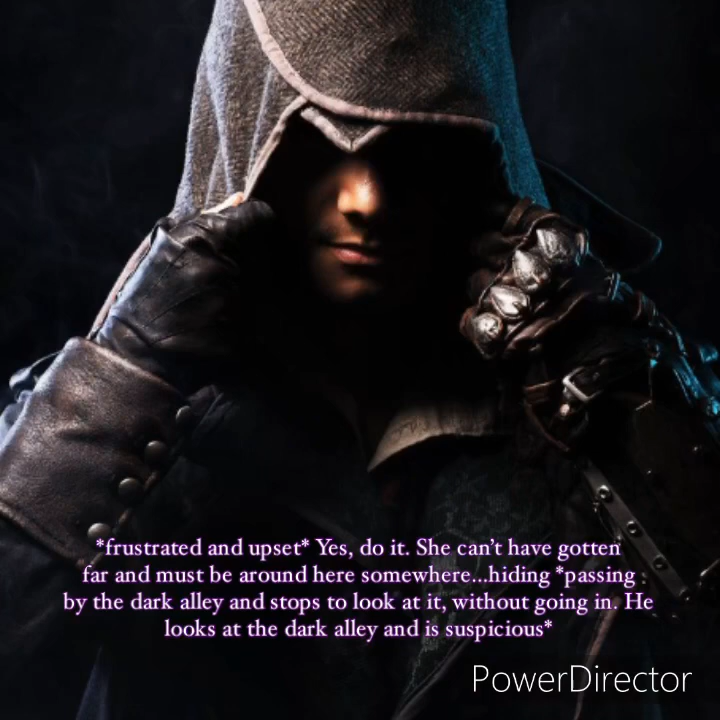 *frustrated and upset* Yes, do it. She can't have gotten
far and must be around here somewhere...hiding *passing
by the dark alley and stops to look at it, without going in. He
looks at the dark alley and is suspicious*
PowerDirector